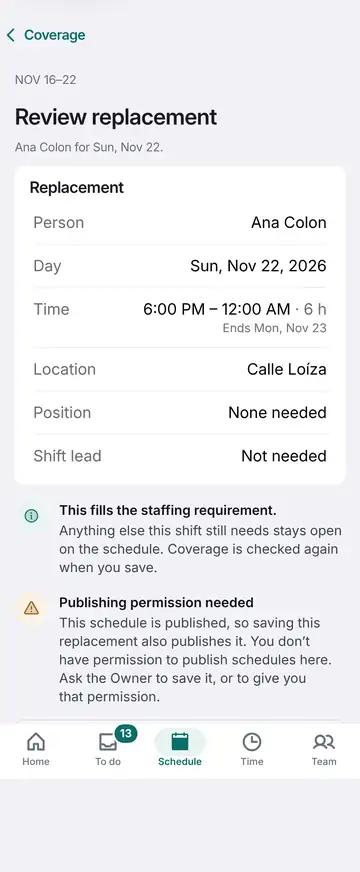 Coverage
NOV 16–22
Review replacement
Ana Colon for Sun, Nov 22.
Replacement
Person Ana Colon
Day Sun, Nov 22, 2026
Time 6:00 PM – 12:00 AM · 6 h
Ends Mon, Nov 23
Location Calle Loíza
Position None needed
Shift lead Not needed
This fills the staffing requirement.
Anything else this shift still needs stays open
on the schedule. Coverage is checked again
when you save.
Publishing permission needed
This schedule is published, so saving this
replacement also publishes it. You don’t
have permission to publish schedules here.
Ask the Owner to save it, or to give you
that permission.
13
Home To do Schedule Time Team